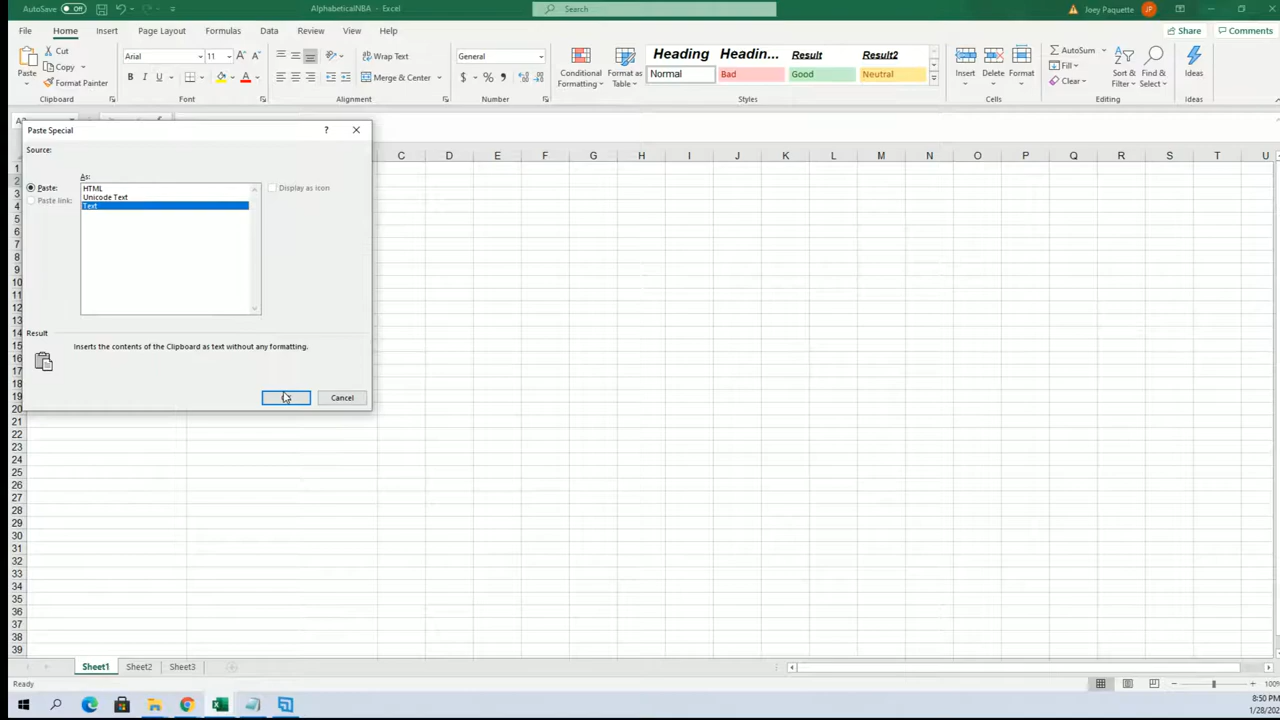 AutoSave Off AlphabeticalNBA - Excel Search Joey Paquette JP
File Home Insert Page Layout Formulas Data Review View Help Share Comments
Cut
Copy
Format Painter
Paste
Arial 11
B I U A
Wrap Text
Merge & Center
General
$ % 9
Conditional Formatting
Format as Table
Heading Headin... Result Result2
Normal Bad Good Neutral
Insert Delete Format
AutoSum
Fill
Clear
Sort & Filter
Find & Select
Ideas
Clipboard Font Alignment Number Styles Cells Editing Ideas
Paste Special ? ×
Source:
As:
Paste:
Paste link:
HTML
Unicode Text
Text
Display as icon
Result
Inserts the contents of the Clipboard as text without any formatting.
Cancel
C D E F G H I J K L M N O P Q R S T U
1
2
3
4
5
6
7
8
9
10
11
12
13
14
15
16
17
18
19
20
21
22
23
24
25
26
27
28
29
30
31
32
33
34
35
36
37
38
39
Sheet1 Sheet2 Sheet3
Ready
100%
8:50 PM
1/28/202